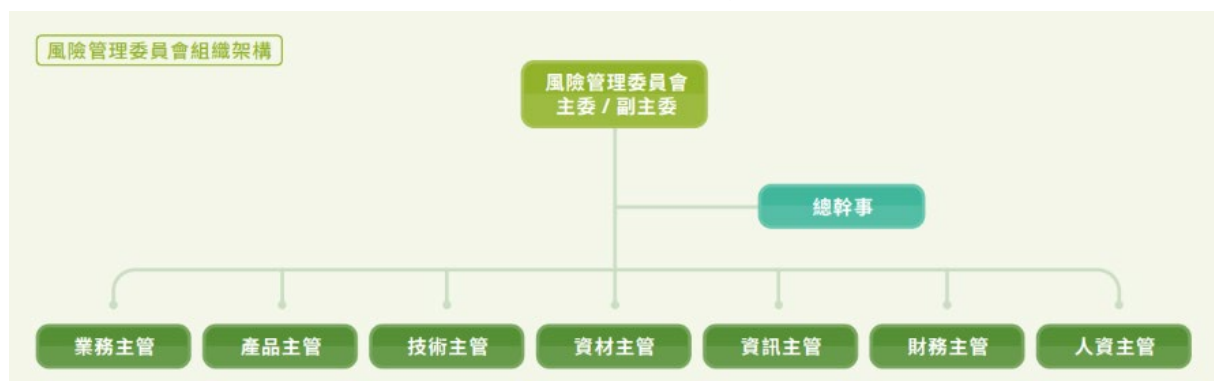 風險管理委員會組織架構
風險管理委員會
主委 / 副主委
總幹事
業務主管
產品主管
技術主管
資材主管
資訊主管
財務主管
人資主管